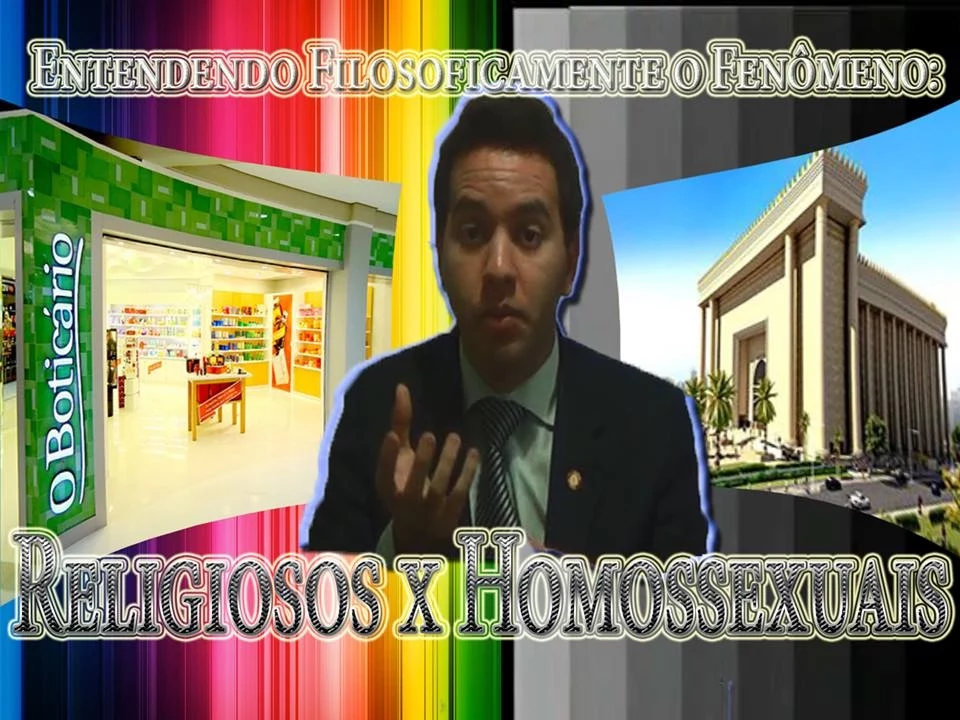 ENTENDENDO FILOSOFICAMENTE O FENÔMENO:
O Boticário
RELIGIOSOS X HOMOSSEXUAIS